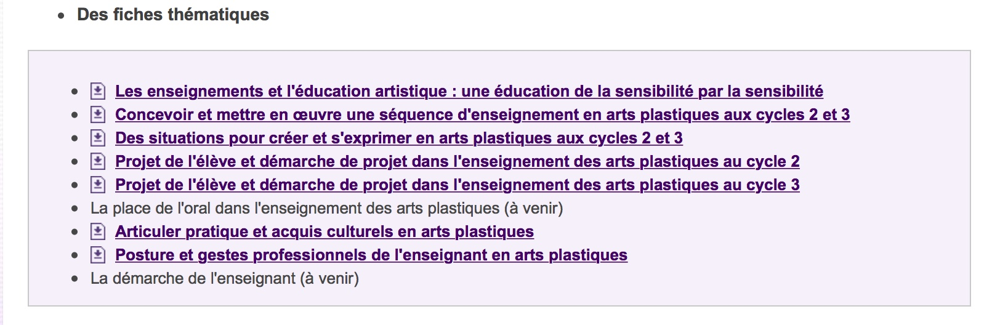 Des fiches thématiques
Les enseignements et l'éducation artistique : une éducation de la sensibilité par la sensibilité
Concevoir et mettre en œuvre une séquence d'enseignement en arts plastiques aux cycles 2 et 3
Des situations pour créer et s'exprimer en arts plastiques aux cycles 2 et 3
Projet de l'élève et démarche de projet dans l'enseignement des arts plastiques au cycle 2
Projet de l'élève et démarche de projet dans l'enseignement des arts plastiques au cycle 3
La place de l'oral dans l'enseignement des arts plastiques (à venir)
Articuler pratique et acquis culturels en arts plastiques
Posture et gestes professionnels de l'enseignant en arts plastiques
La démarche de l'enseignant (à venir)